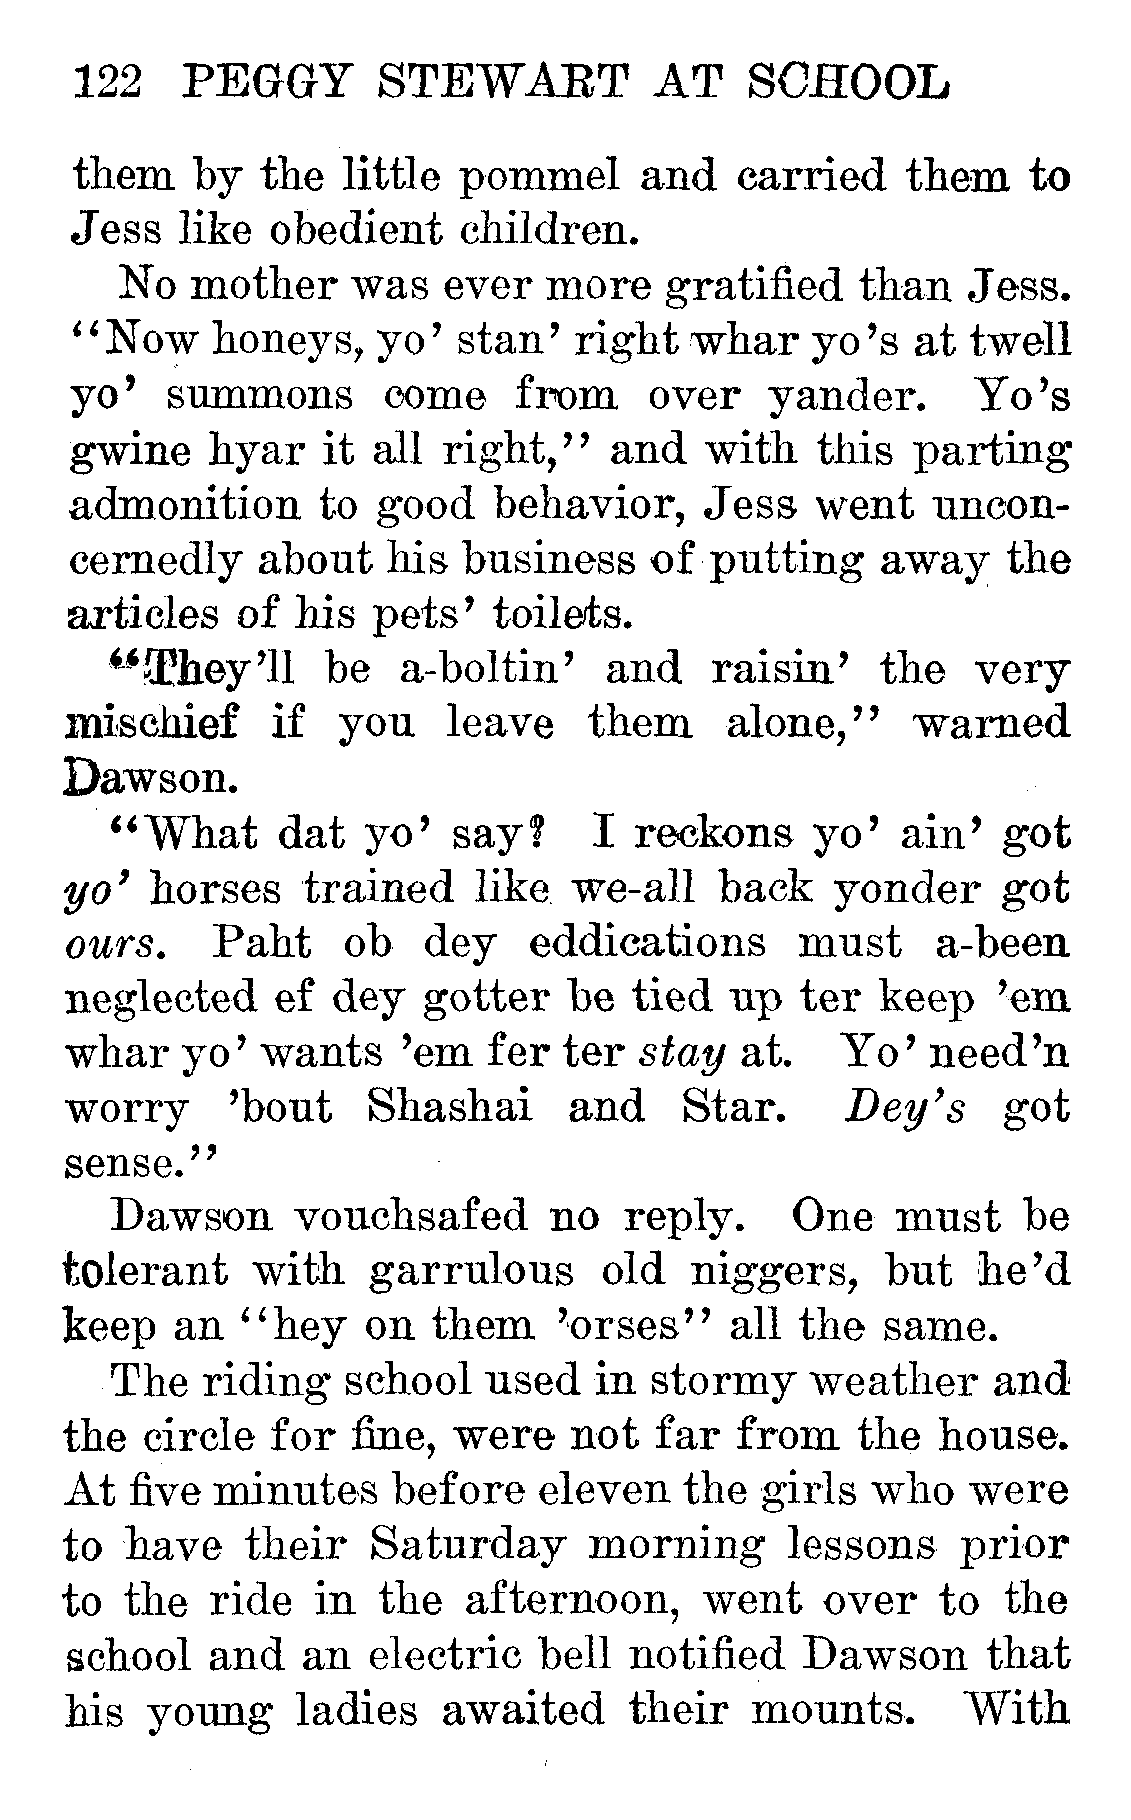 122 PEGGY STEWART AT SCHOOL
them by the little pommel and carried them to
Jess like obedient children.
No mother was ever more gratified than Jess.
“Now honeys, yo’ stan’ right whar yo’s at twell
yo’ summons come from over yander. Yo’s
gwine hyar it all right,” and with this parting
admonition to good behavior, Jess went uncon-
cernedly about his business of putting away the
articles of his pets’ toilets.
“They’ll be a-boltin’ and raisin’ the very
mischief if you leave them alone,” warned
Dawson.
“What dat yo’ say? I reckons yo’ ain’ got
yo’ horses trained like we-all back yonder got
ours. Paht ob dey eddications must a-been
neglected ef dey gotter be tied up ter keep ’em
whar yo’ wants ’em fer ter stay at. Yo’ need’n
worry ’bout Shashai and Star. Dey’s got
sense.”
Dawson vouchsafed no reply. One must be
tolerant with garrulous old niggers, but he’d
keep an “hey on them ’orses” all the same.
The riding school used in stormy weather and
the circle for fine, were not far from the house.
At five minutes before eleven the girls who were
to have their Saturday morning lessons prior
to the ride in the afternoon, went over to the
school and an electric bell notified Dawson that
his young ladies awaited their mounts. With